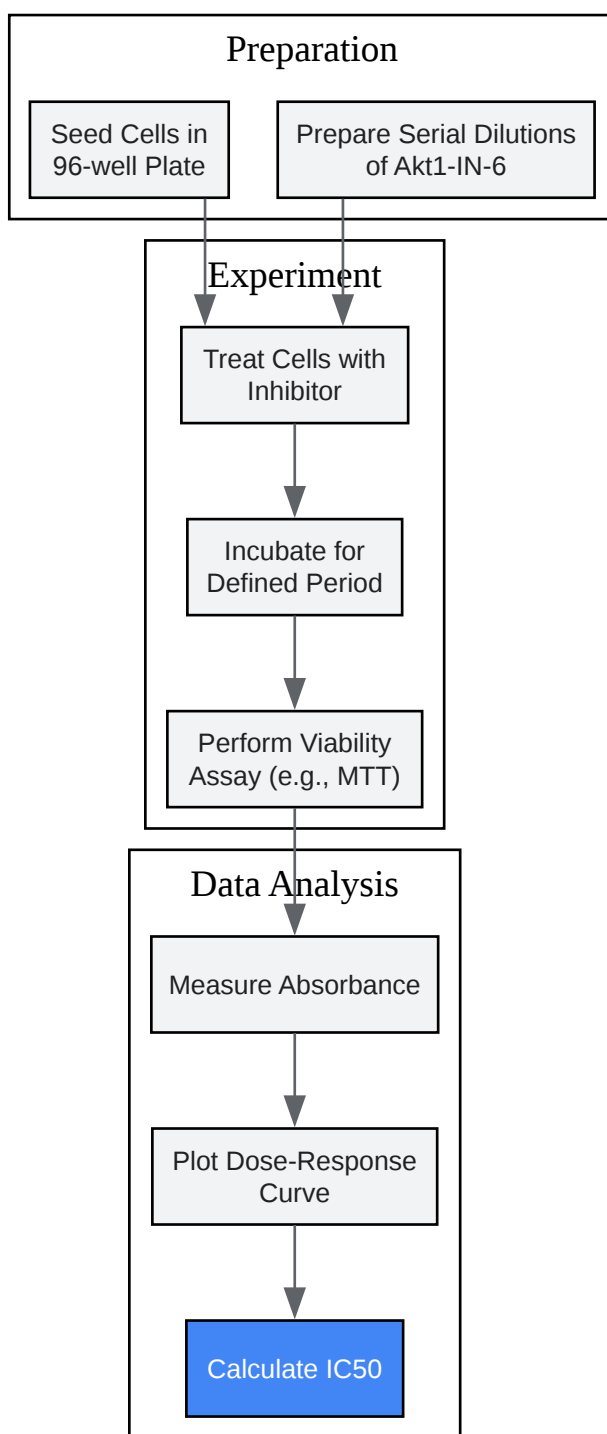 Preparation
Seed Cells in
96-well Plate
Prepare Serial Dilutions
of Akt1-IN-6
Experiment
Treat Cells with
Inhibitor
Incubate for
Defined Period
Perform Viability
Assay (e.g., MTT)
Data Analysis
Measure Absorbance
Plot Dose-Response
Curve
Calculate IC50